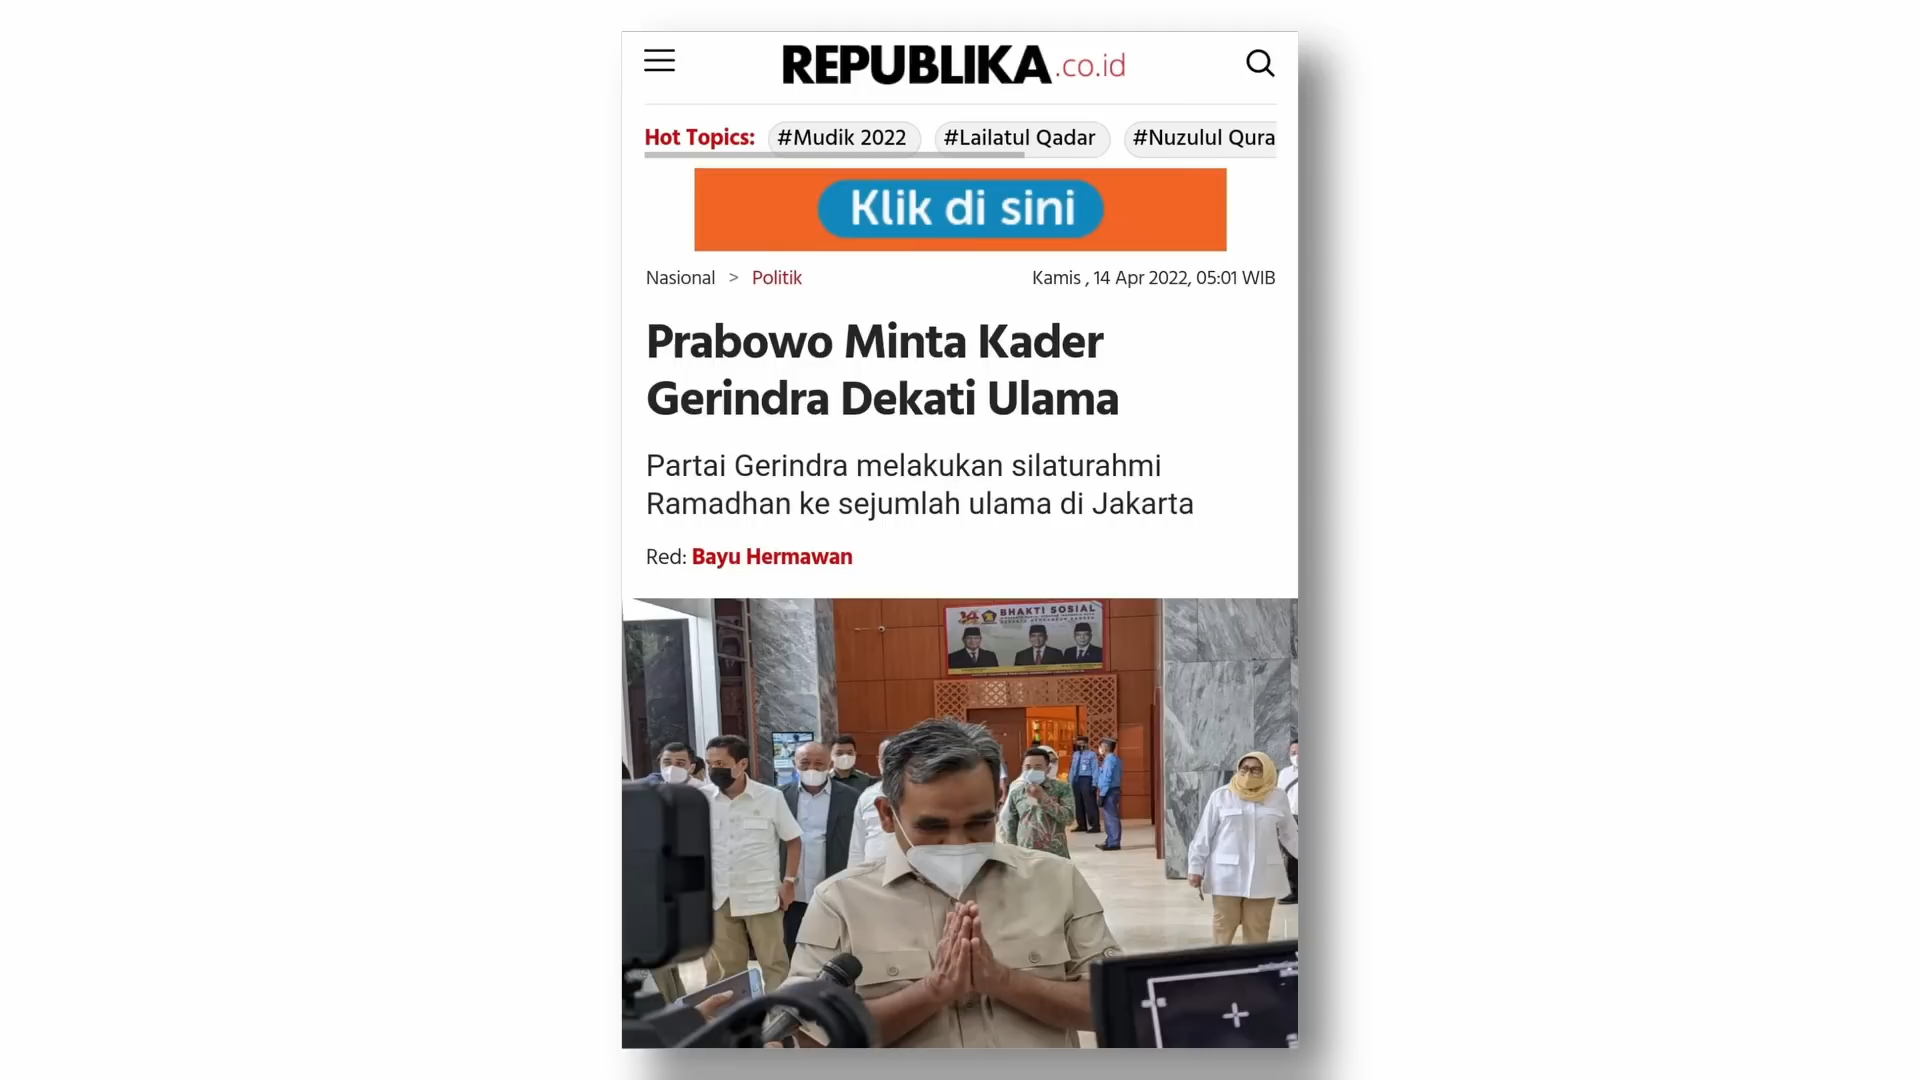 REPUBLIKA.co.id
Hot Topics: #Mudik 2022 #Lailatul Qadar #Nuzulul Qura
Klik di sini
Nasional > Politik Kamis , 14 Apr 2022, 05:01 WIB
Prabowo Minta Kader
Gerindra Dekati Ulama
Partai Gerindra melakukan silaturahmi
Ramadhan ke sejumlah ulama di Jakarta
Red: Bayu Hermawan
BHAKTI SOSIAL